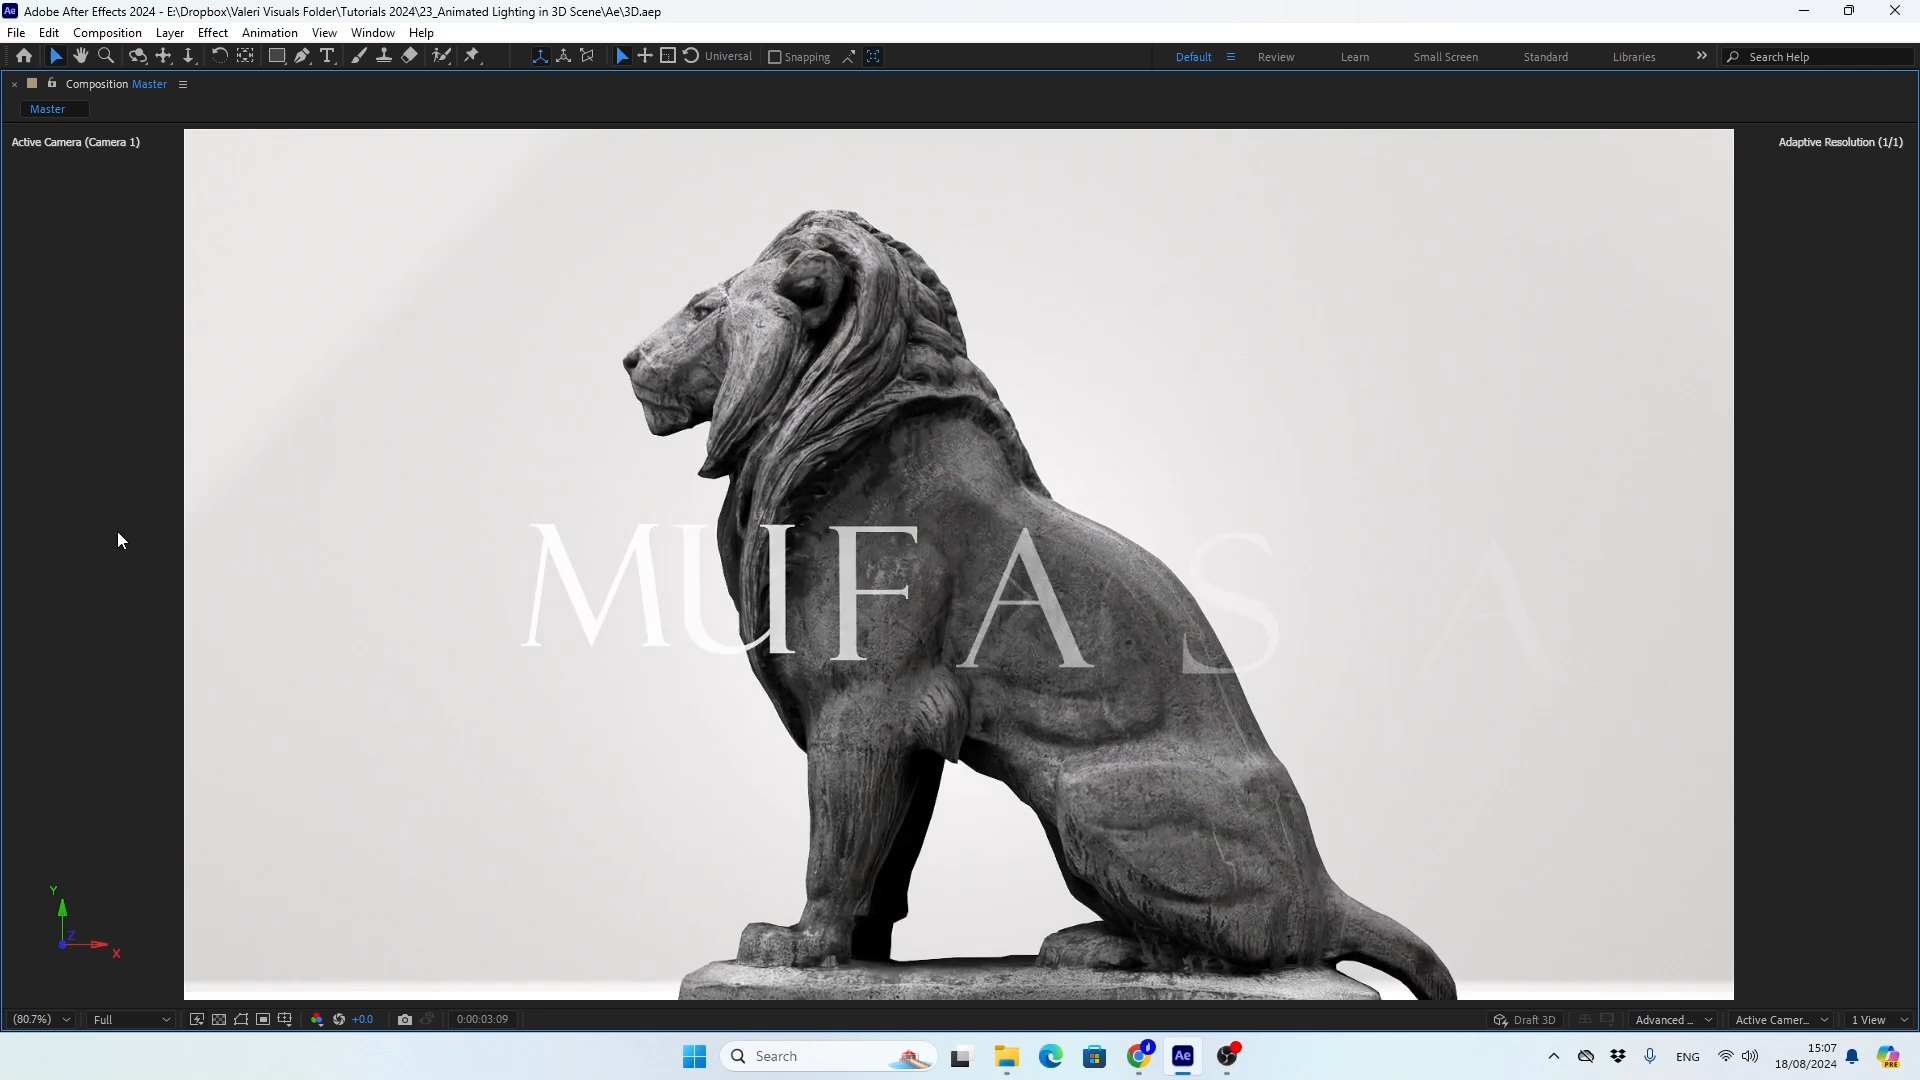 Ae Adobe After Effects 2024 - E:\Dropbox\Valeri Visuals Folder\Tutorials 2024\23_Animated Lighting in 3D Scene\Ae\3D.aep
File Edit Composition Layer Effect Animation View Window Help
Universal Snapping Default Review Learn Small Screen Standard Libraries Search Help
Composition Master
Master
Active Camera (Camera 1) Adaptive Resolution (1/1)
MUFASA
Y
Z
X
(80.7%) Full +0.0 0:00:03:09 Draft 3D Advanced ... Active Camer... 1 View
Search Ae ENG 15:07
18/08/2024
PRE